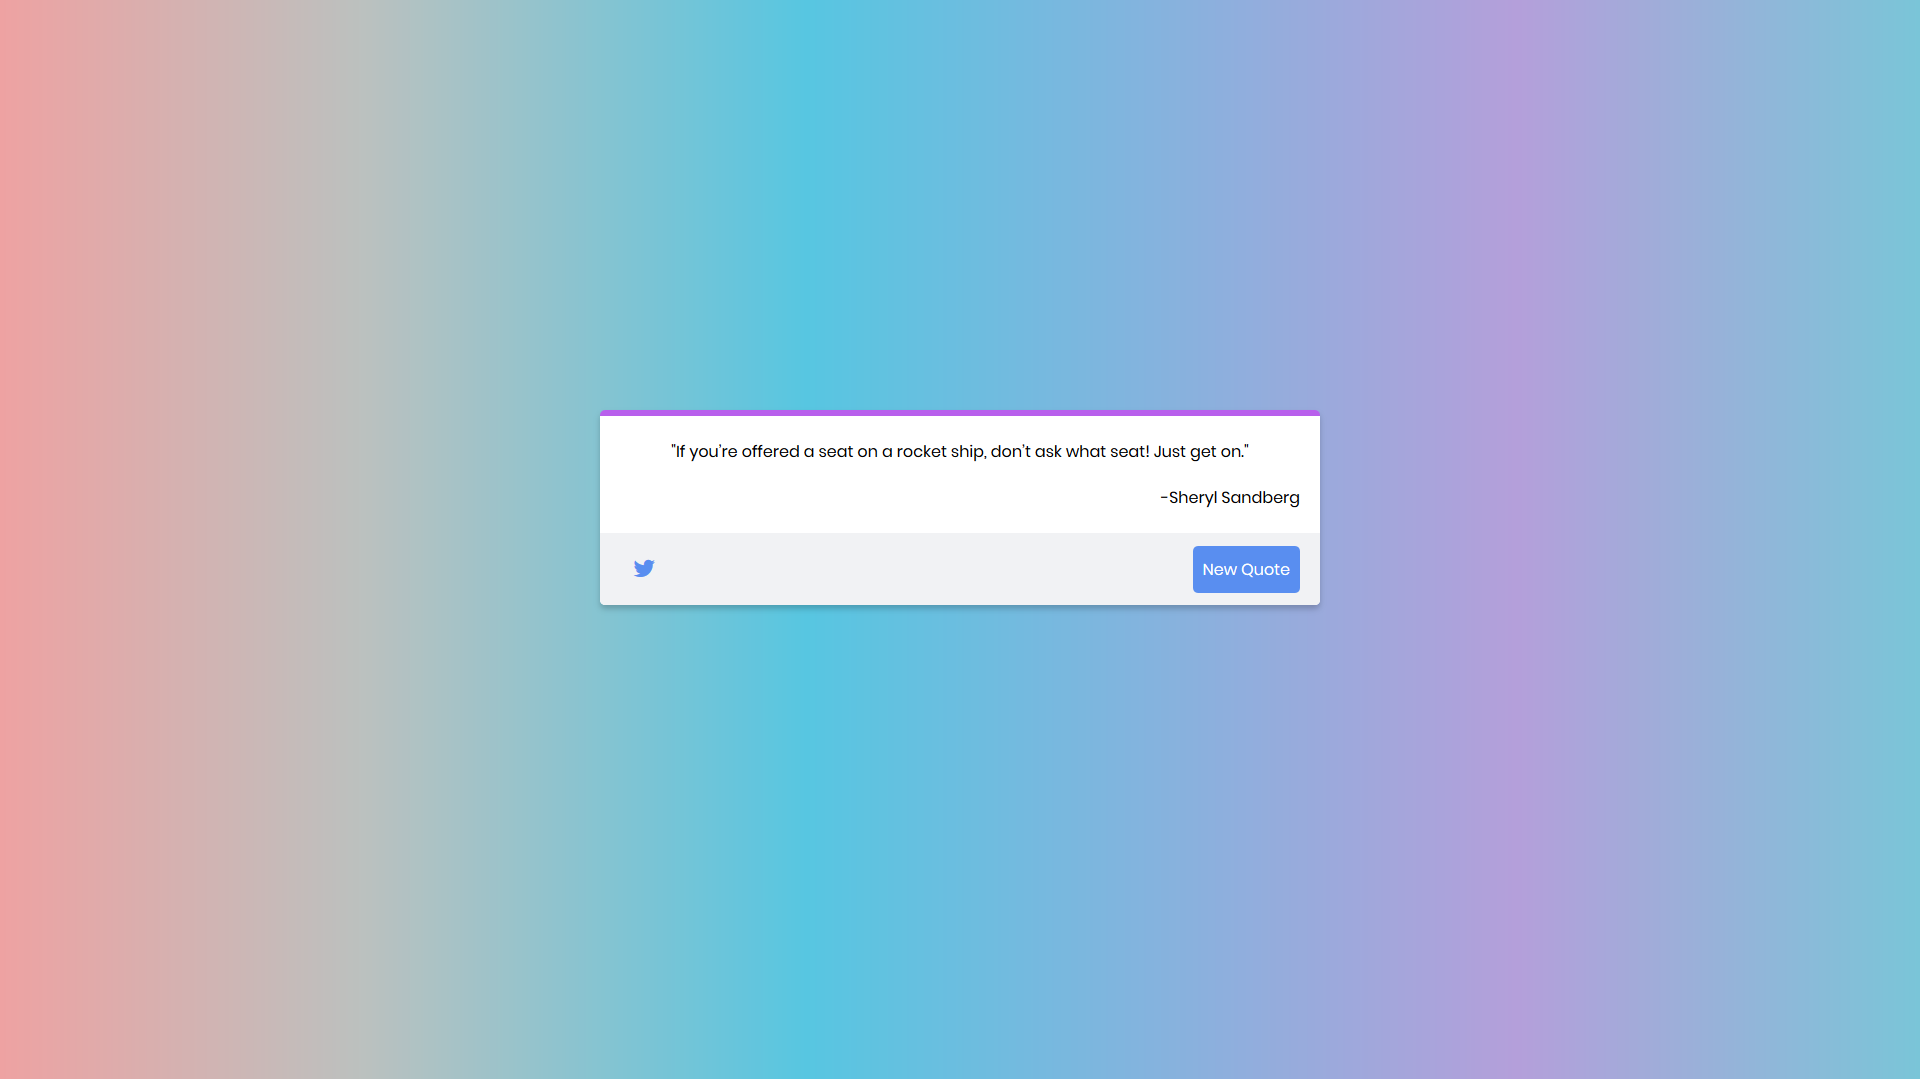 "If you’re offered a seat on a rocket ship, don’t ask what seat! Just get on."
-Sheryl Sandberg
New Quote